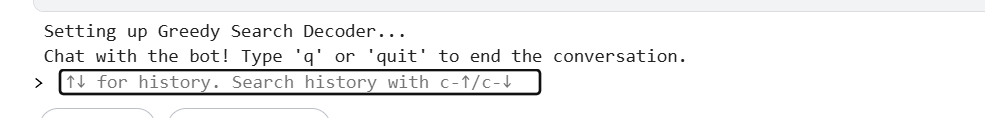 Setting up Greedy Search Decoder...
Chat with the bot! Type 'q' or 'quit' to end the conversation.
> ↑↓ for history. Search history with c-↑/c-↓